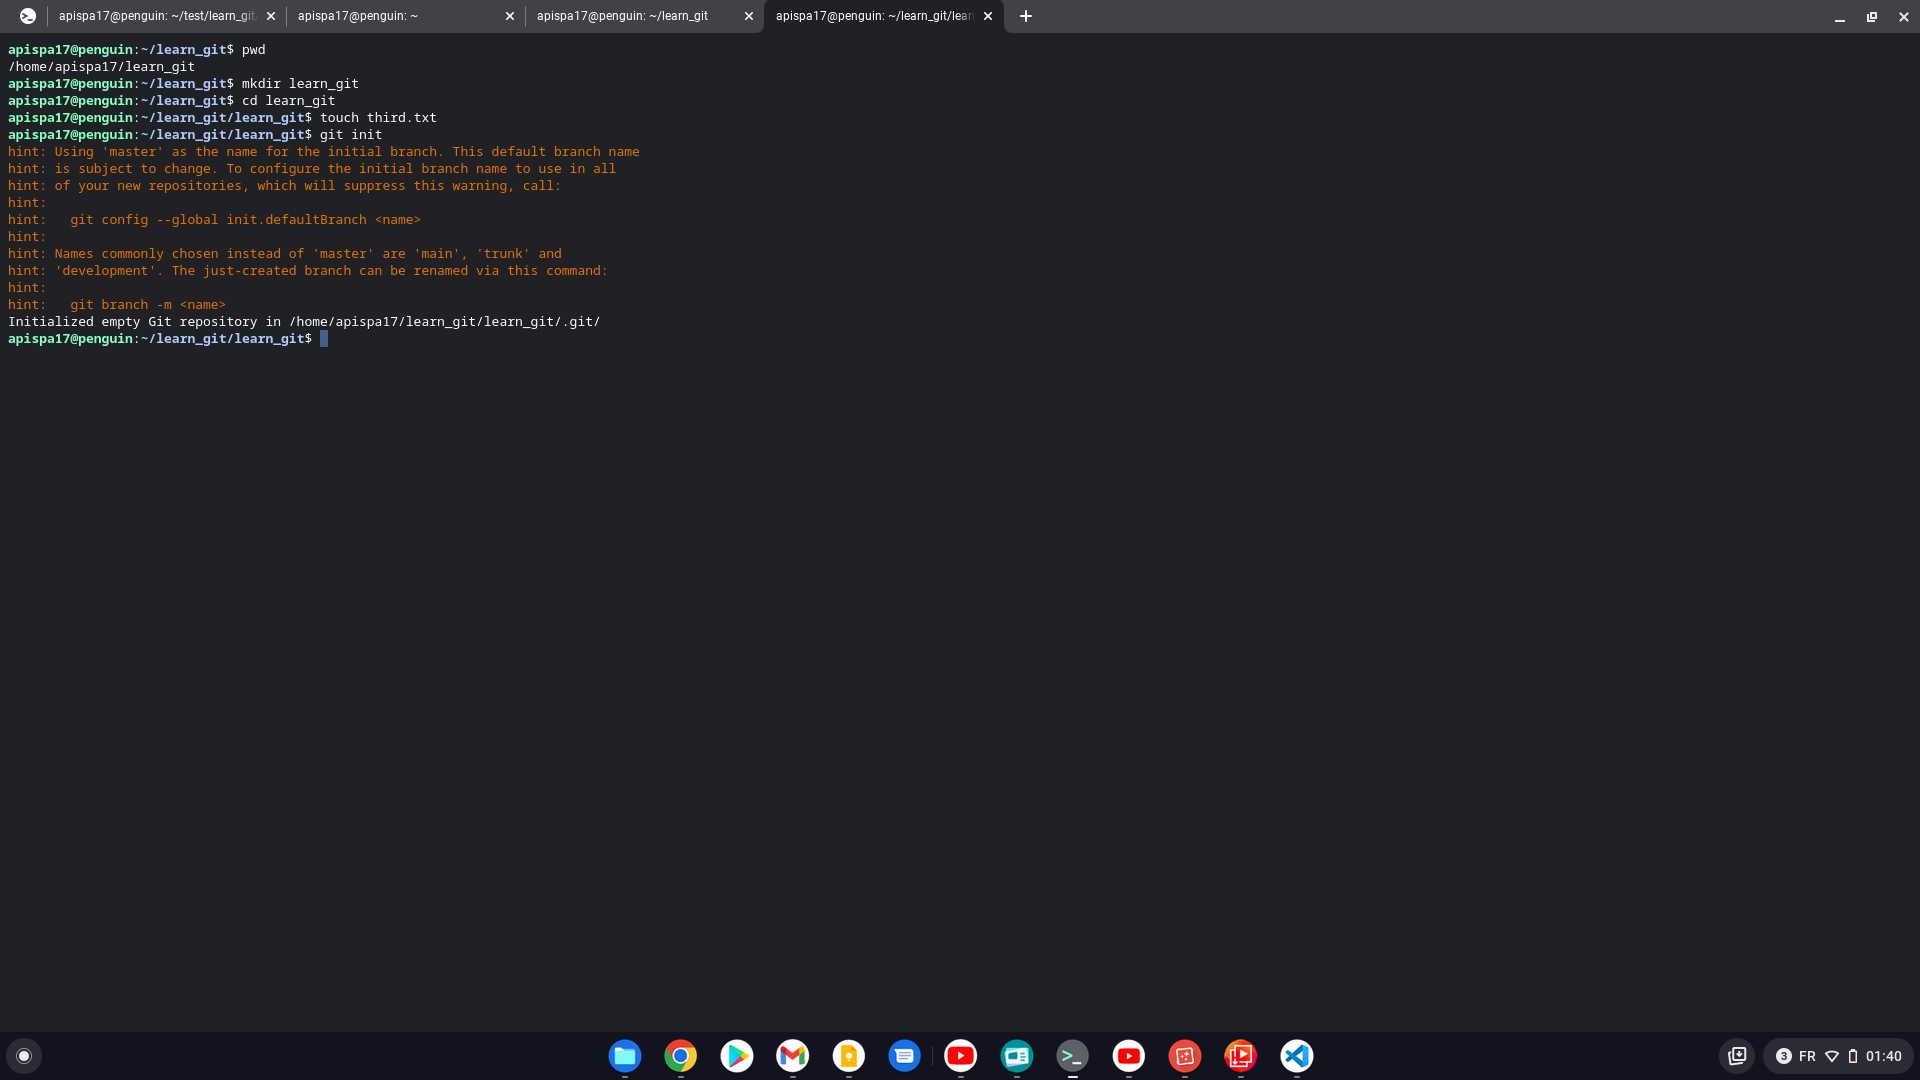 apispa17@penguin: ~/test/learn_git
apispa17@penguin: ~
apispa17@penguin: ~/learn_git
apispa17@penguin: ~/learn_git/lear
apispa17@penguin:~/learn_git$ pwd
/home/apispa17/learn_git
apispa17@penguin:~/learn_git$ mkdir learn_git
apispa17@penguin:~/learn_git$ cd learn_git
apispa17@penguin:~/learn_git/learn_git$ touch third.txt
apispa17@penguin:~/learn_git/learn_git$ git init
hint: Using 'master' as the name for the initial branch. This default branch name
hint: is subject to change. To configure the initial branch name to use in all
hint: of your new repositories, which will suppress this warning, call:
hint:
hint:   git config --global init.defaultBranch <name>
hint:
hint: Names commonly chosen instead of 'master' are 'main', 'trunk' and
hint: 'development'. The just-created branch can be renamed via this command:
hint:
hint:   git branch -m <name>
Initialized empty Git repository in /home/apispa17/learn_git/learn_git/.git/
apispa17@penguin:~/learn_git/learn_git$
3 FR 01:40